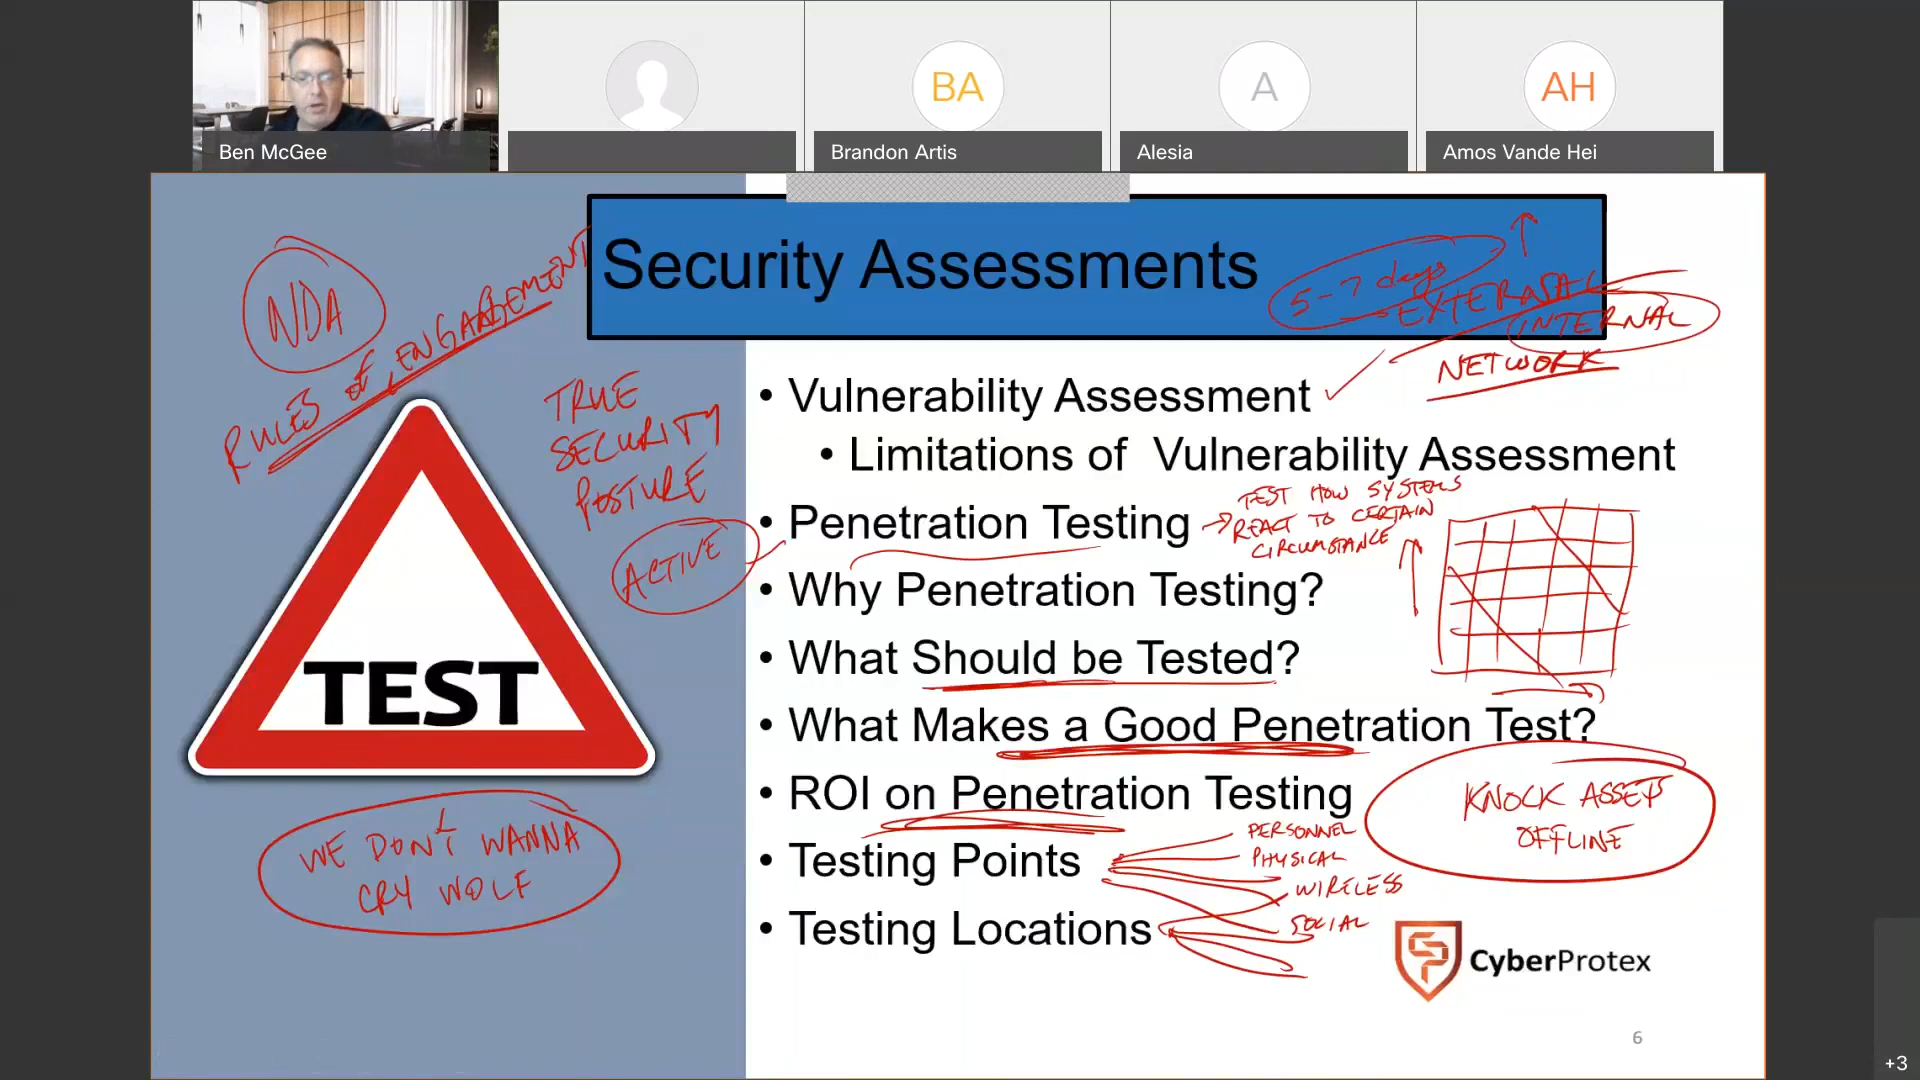 Ben McGee
BA
Brandon Artis
A
Alesia
AH
Amos Vande Hei
Security Assessments
5-7 days
EXTERNAL
INTERNAL
NETWORK
NDA
RULES OF ENGAGEMENT
TRUE
SECURITY
POSTURE
ACTIVE
TEST
WE DON'T WANNA
CRY WOLF
• Vulnerability Assessment
• Limitations of Vulnerability Assessment
• Penetration Testing
TEST HOW SYSTEMS
REACT TO CERTAIN
CIRCUMSTANCE
• Why Penetration Testing?
• What Should be Tested?
• What Makes a Good Penetration Test?
• ROI on Penetration Testing
KNOCK ASSETS
OFFLINE
• Testing Points
PERSONNEL
PHYSICAL
WIRELESS
SOCIAL
• Testing Locations
CyberProtex
6
+3